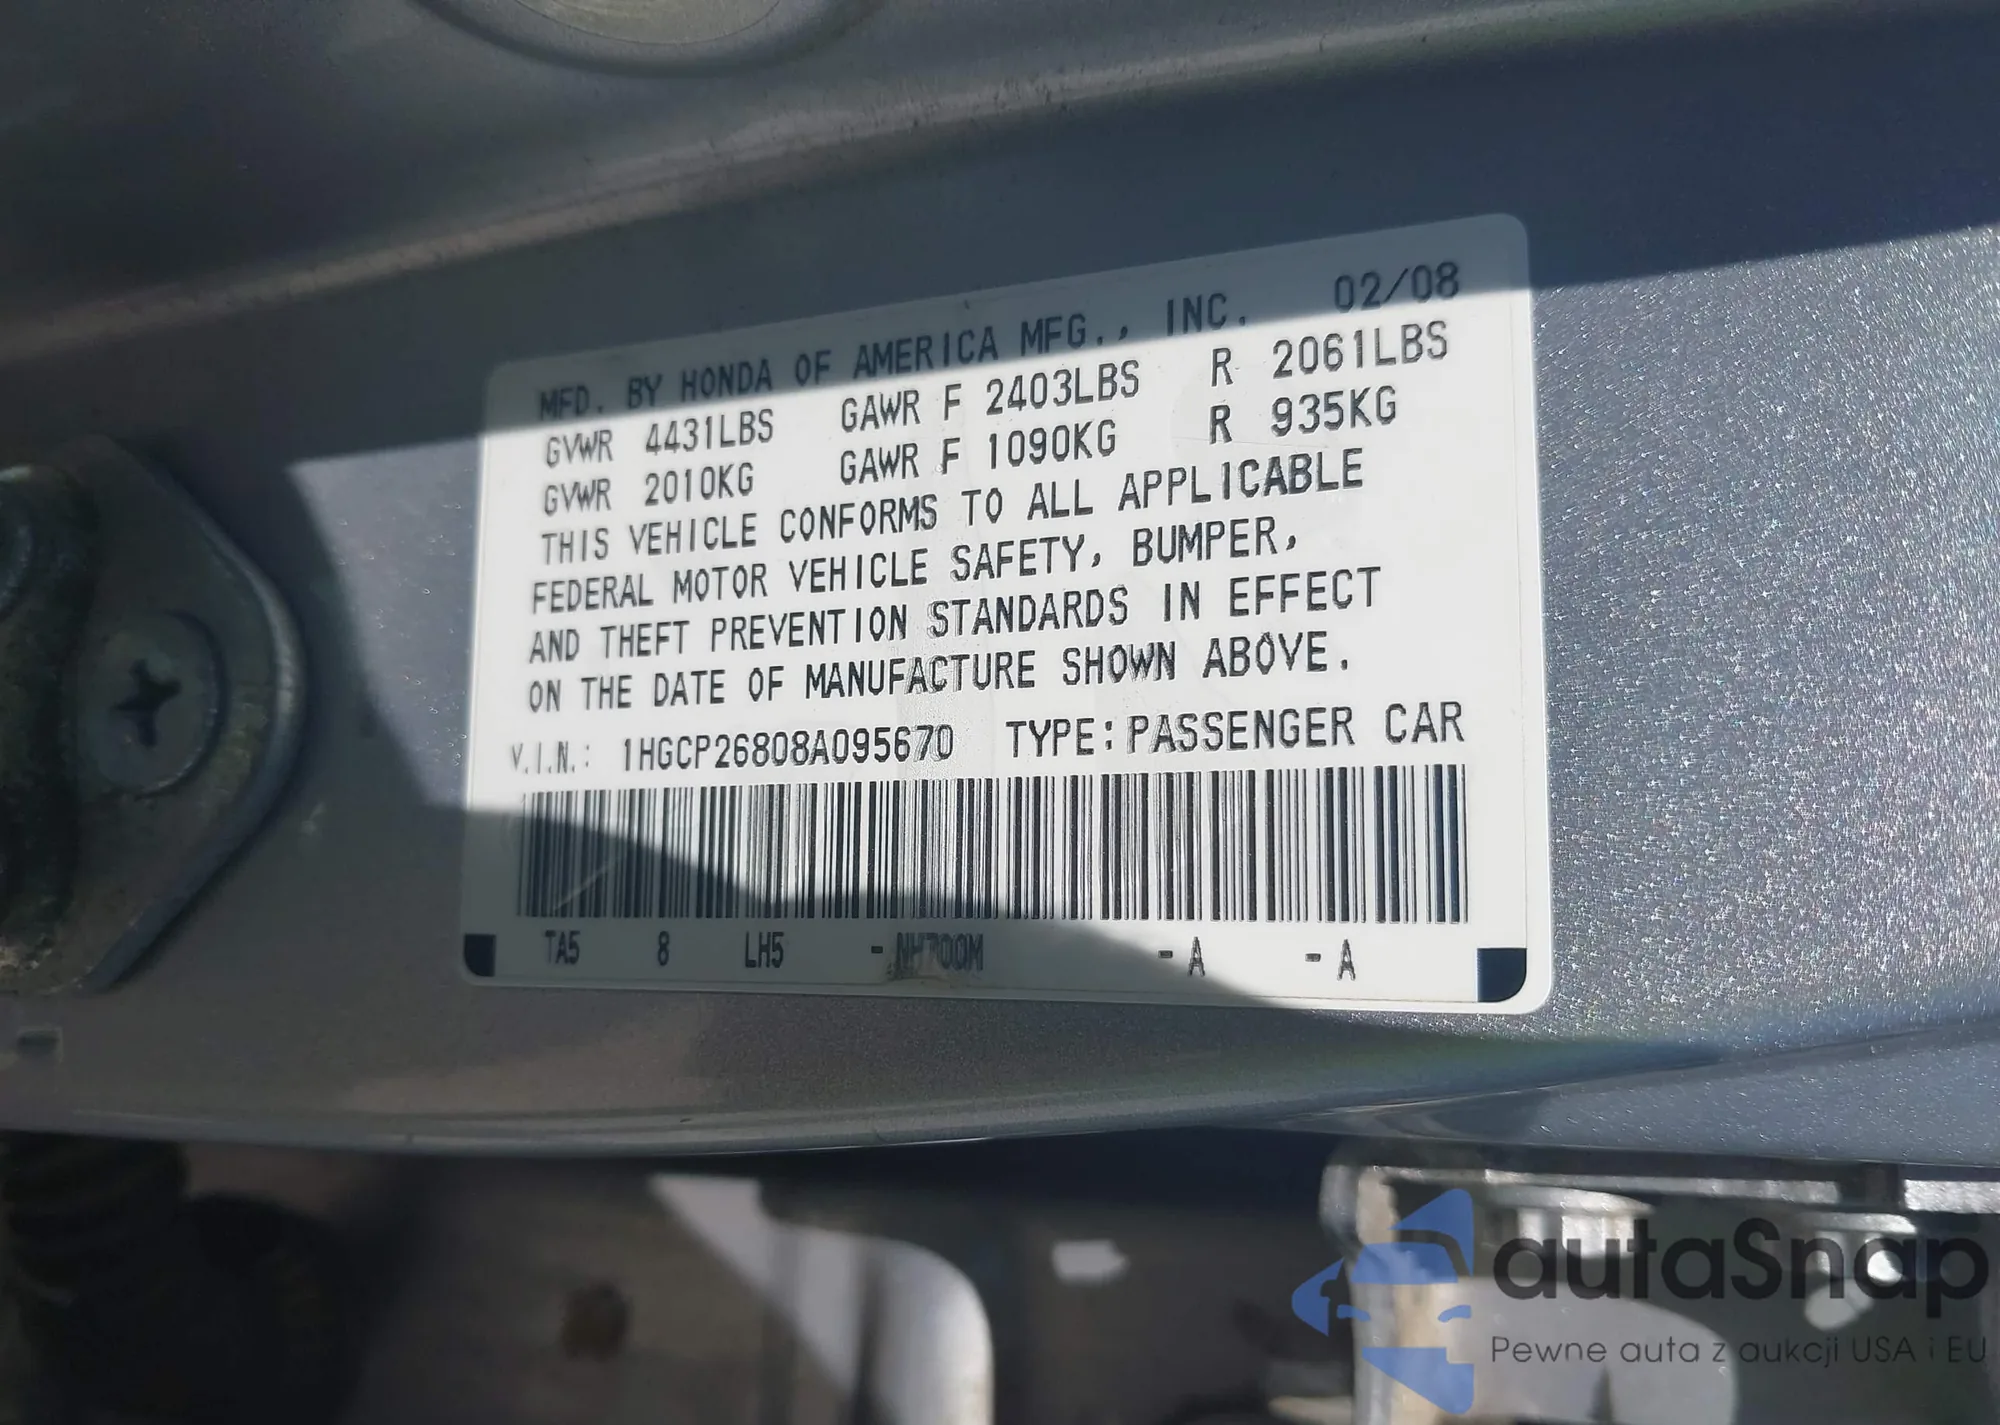 MFD. BY HONDA OF AMERICA MFG., INC. 02/08
GVWR 4431LBS GAWR F 2403LBS R 2061LBS
GVWR 2010KG GAWR F 1090KG R 935KG
THIS VEHICLE CONFORMS TO ALL APPLICABLE
FEDERAL MOTOR VEHICLE SAFETY, BUMPER,
AND THEFT PREVENTION STANDARDS IN EFFECT
ON THE DATE OF MANUFACTURE SHOWN ABOVE.
V.I.N.: 1HGCP26808A095670 TYPE: PASSENGER CAR
TA5 8 LH5 - NH700M - A - A
autaSnap
Pewne auta z aukcji USA i EU